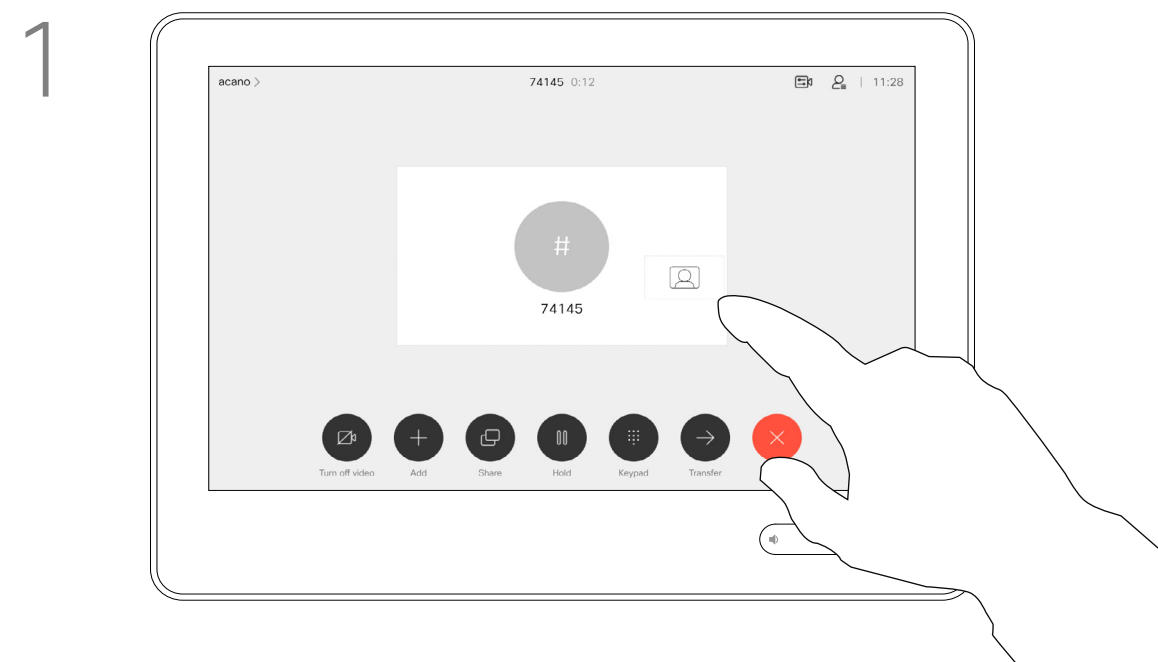 1
acano >
74145 0:12
| 11:28
#
74145
Turn off video Add Share Hold Keypad Transfer